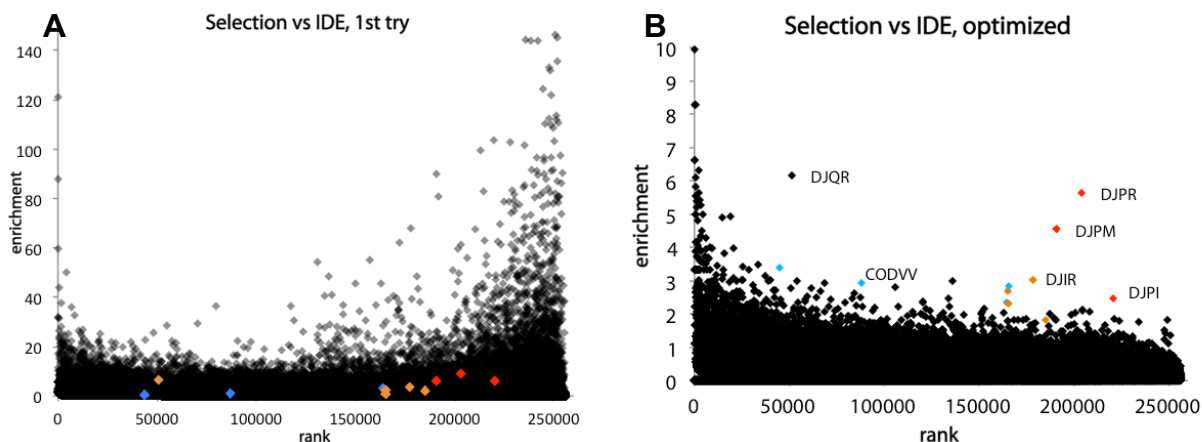 A
Selection vs IDE, 1st try
enrichment
140
120
100
80
60
40
20
0
0
50000
100000
150000
200000
250000
rank
B
Selection vs IDE, optimized
enrichment
10
9
8
7
6
5
4
3
2
1
0
DJQR
DJPR
DJPM
CODVV
DJIR
DJPI
0
50000
100000
150000
200000
250000
rank